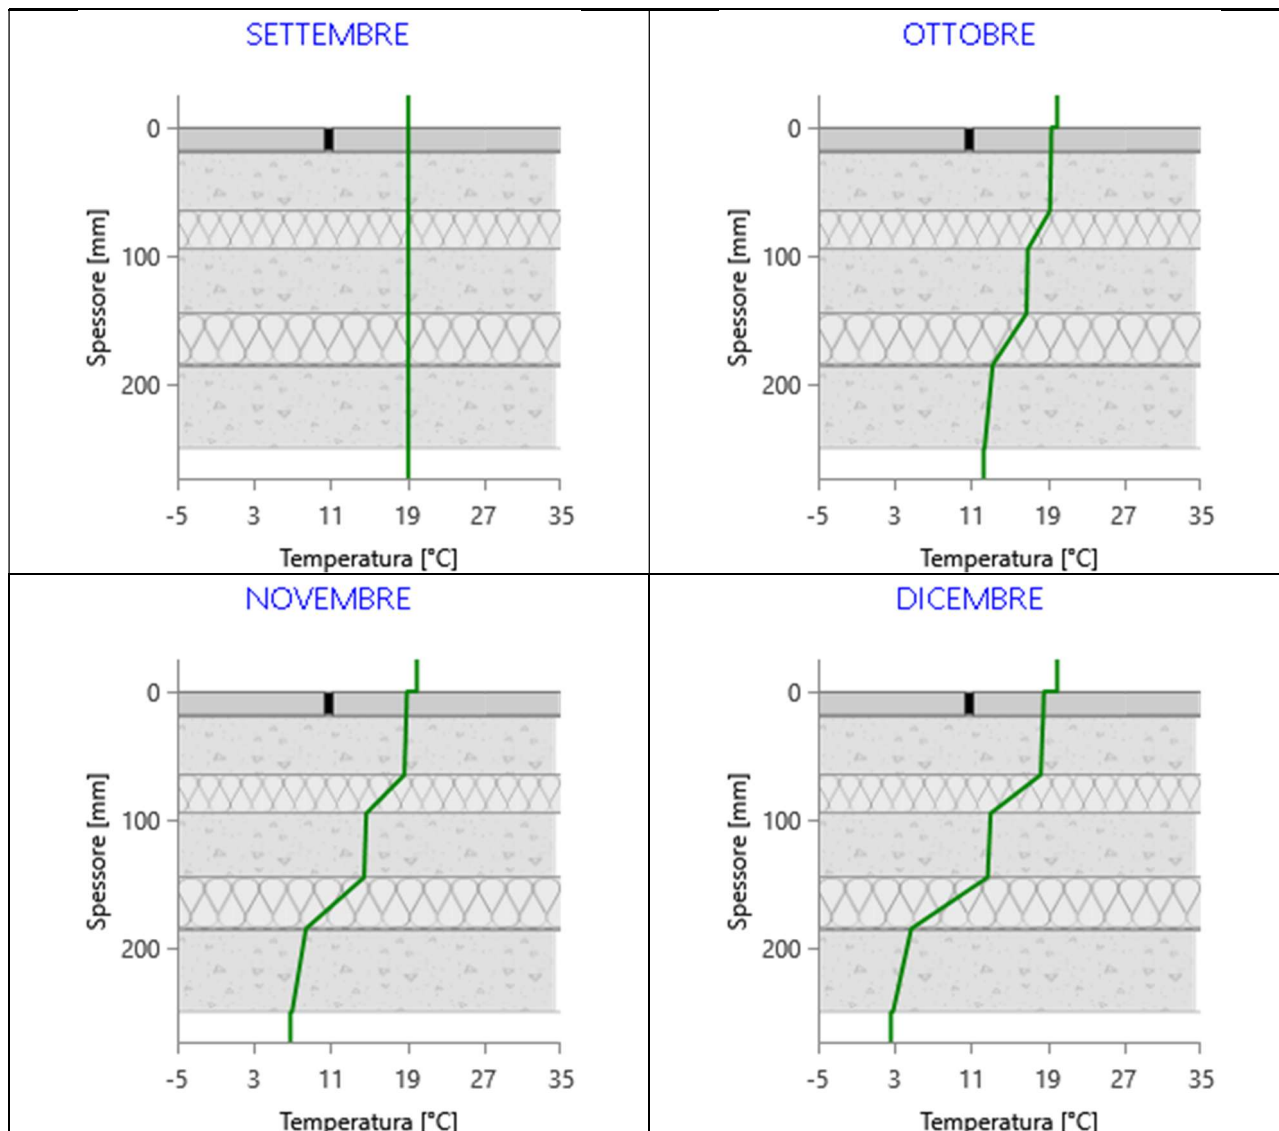 SETTEMBRE
0
100
200
Spessore [mm]
-5 3 11 19 27 35
Temperatura [°C]
OTTOBRE
0
100
200
Spessore [mm]
-5 3 11 19 27 35
Temperatura [°C]
NOVEMBRE
0
100
200
Spessore [mm]
-5 3 11 19 27 35
Temperatura [°C]
DICEMBRE
0
100
200
Spessore [mm]
-5 3 11 19 27 35
Temperatura [°C]